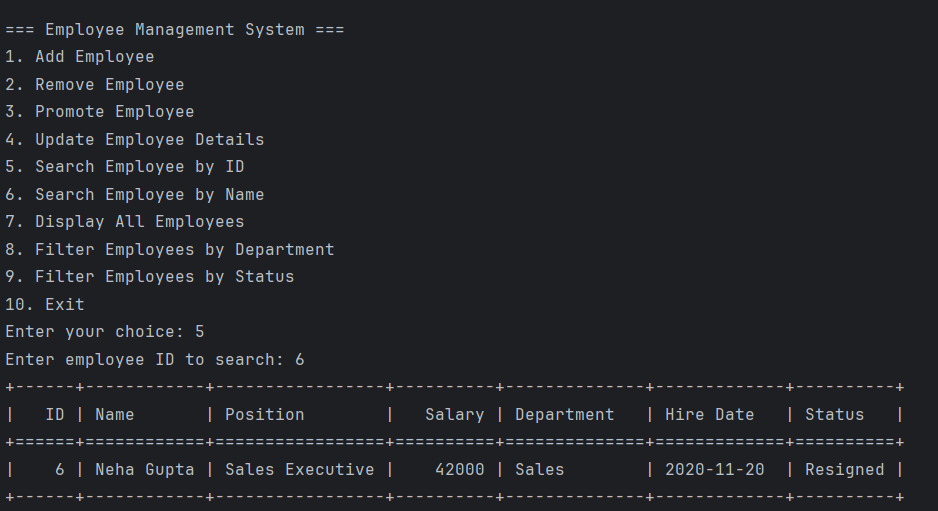 === Employee Management System ===
1. Add Employee
2. Remove Employee
3. Promote Employee
4. Update Employee Details
5. Search Employee by ID
6. Search Employee by Name
7. Display All Employees
8. Filter Employees by Department
9. Filter Employees by Status
10. Exit
Enter your choice: 5
Enter employee ID to search: 6
+------+------------+-----------------+----------+--------------+-------------+----------+
|   ID | Name       | Position        |   Salary | Department   | Hire Date   | Status   |
+======+============+=================+==========+==============+=============+==========+
|    6 | Neha Gupta | Sales Executive |    42000 | Sales        | 2020-11-20  | Resigned |
+------+------------+-----------------+----------+--------------+-------------+----------+